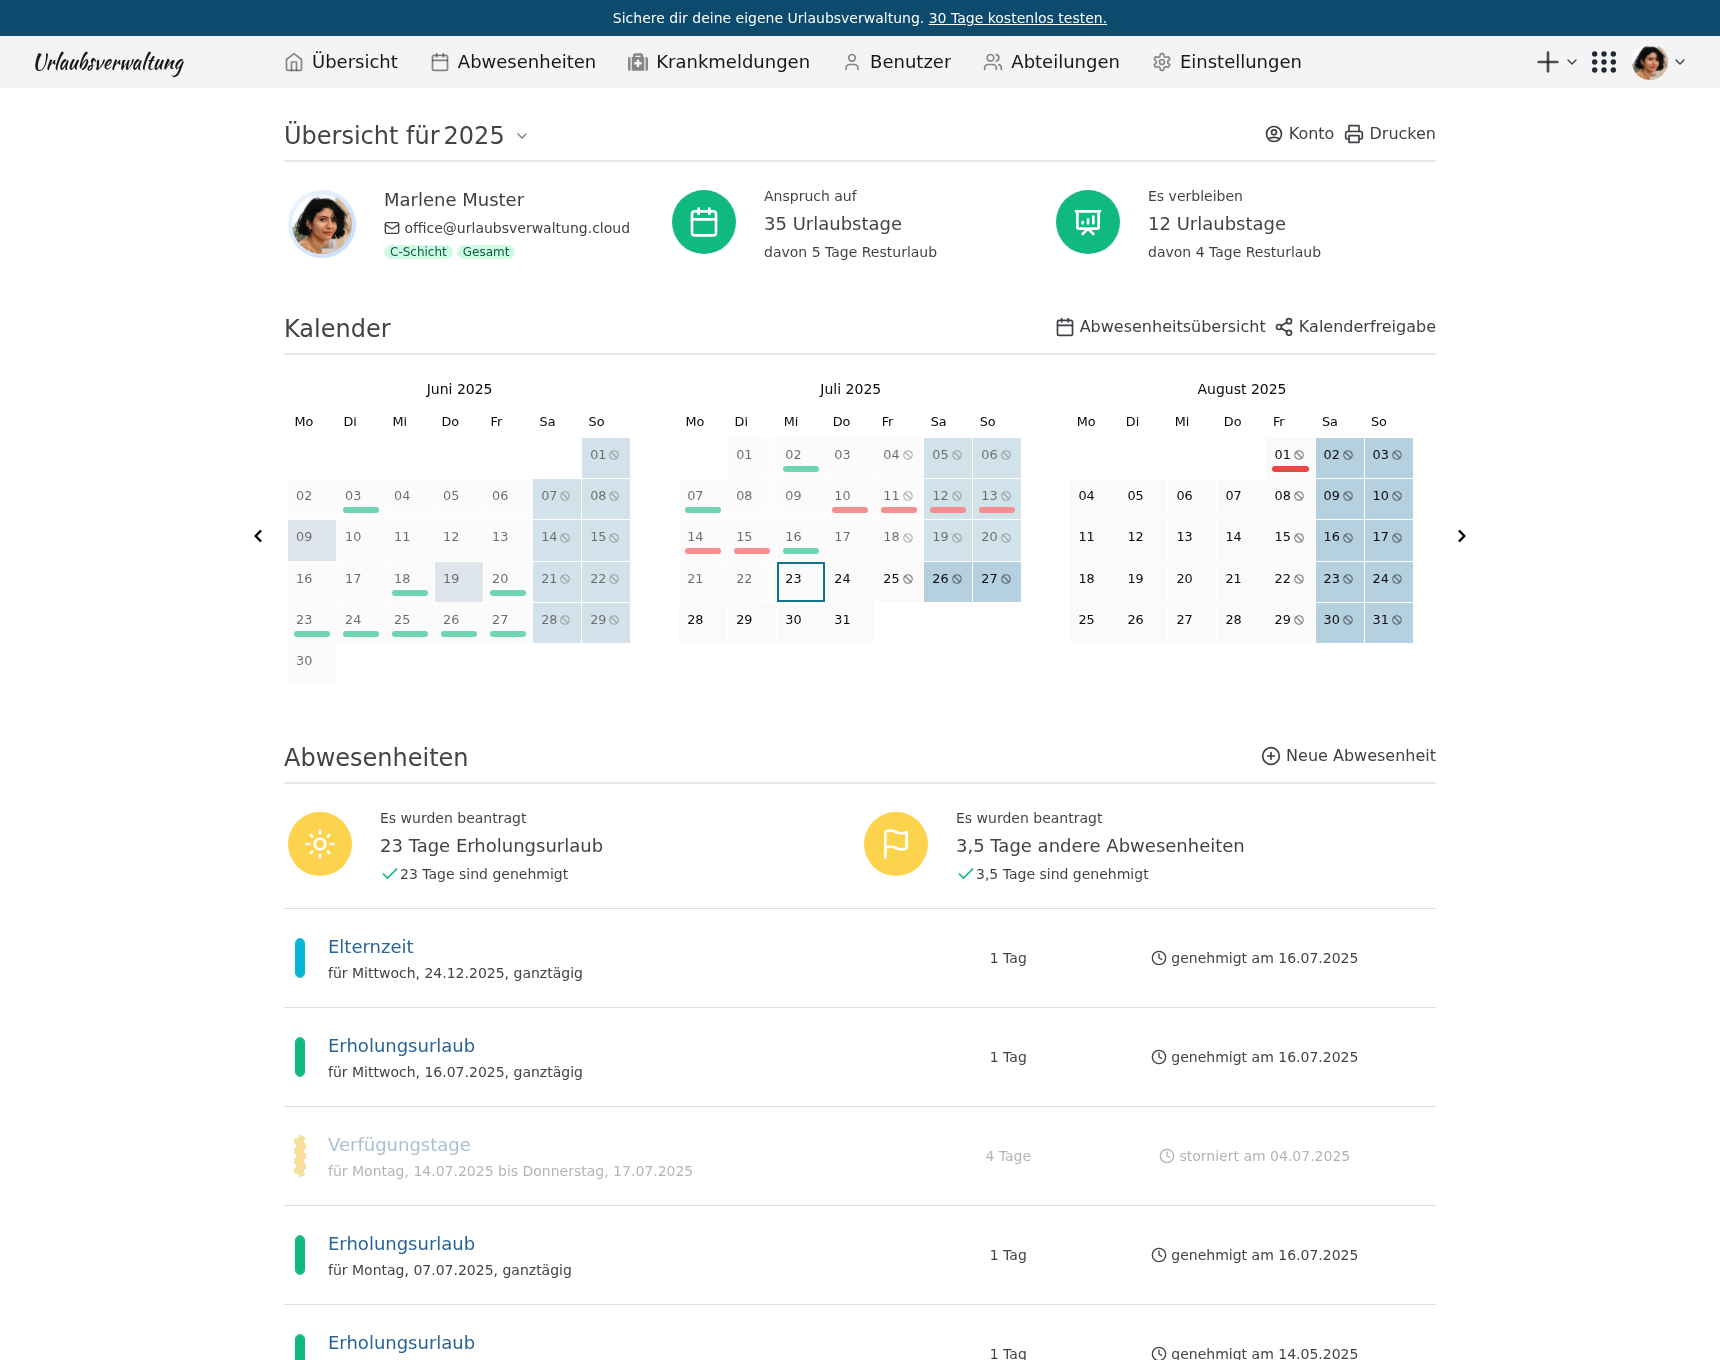 Sichere dir deine eigene Urlaubsverwaltung. 30 Tage kostenlos testen.
Urlaubsverwaltung Übersicht Abwesenheiten Krankmeldungen Benutzer Abteilungen Einstellungen
Übersicht für 2025 Konto Drucken
Marlene Muster
office@urlaubsverwaltung.cloud
C-Schicht Gesamt
Anspruch auf
35 Urlaubstage
davon 5 Tage Resturlaub
Es verbleiben
12 Urlaubstage
davon 4 Tage Resturlaub
Kalender Abwesenheitsübersicht Kalenderfreigabe
Juni 2025
Mo Di Mi Do Fr Sa So
01
02 03 04 05 06 07 08
09 10 11 12 13 14 15
16 17 18 19 20 21 22
23 24 25 26 27 28 29
30
Juli 2025
Mo Di Mi Do Fr Sa So
01 02 03 04 05 06
07 08 09 10 11 12 13
14 15 16 17 18 19 20
21 22 23 24 25 26 27
28 29 30 31
August 2025
Mo Di Mi Do Fr Sa So
01 02 03
04 05 06 07 08 09 10
11 12 13 14 15 16 17
18 19 20 21 22 23 24
25 26 27 28 29 30 31
Abwesenheiten Neue Abwesenheit
Es wurden beantragt
23 Tage Erholungsurlaub
23 Tage sind genehmigt
Es wurden beantragt
3,5 Tage andere Abwesenheiten
3,5 Tage sind genehmigt
Elternzeit
für Mittwoch, 24.12.2025, ganztägig
1 Tag
genehmigt am 16.07.2025
Erholungsurlaub
für Mittwoch, 16.07.2025, ganztägig
1 Tag
genehmigt am 16.07.2025
Verfügungstage
für Montag, 14.07.2025 bis Donnerstag, 17.07.2025
4 Tage
storniert am 04.07.2025
Erholungsurlaub
für Montag, 07.07.2025, ganztägig
1 Tag
genehmigt am 16.07.2025
Erholungsurlaub
1 Tag
genehmigt am 14.05.2025